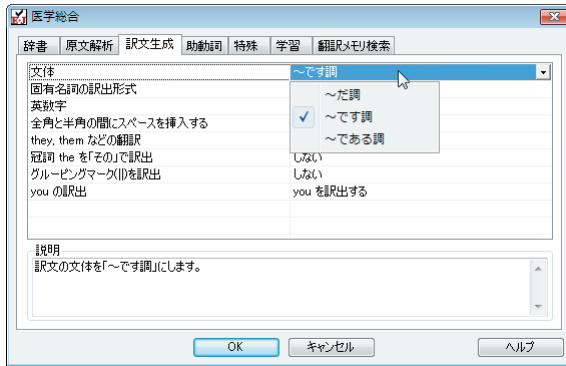 医学総合
辞書 原文解析 訳文生成 助動詞 特殊 学習 翻訳メモリ検索
文体 ～です調
固有名詞の訳出形式
～だ調
英数字
～です調
全角と半角の間にスペースを挿入する
～である調
they, them などの翻訳
冠詞 the を「その」で訳出 しない
グルーピングマーク(||)を訳出 しない
you の訳出 you を訳出する
説明
訳文の文体を「～です調」にします。
OK キャンセル ヘルプ